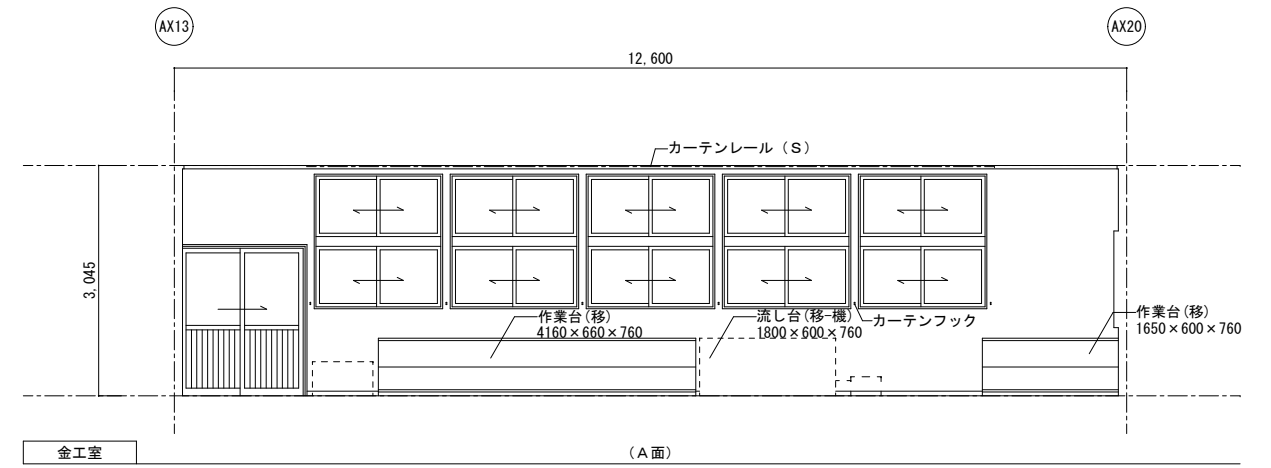 AX13
AX20
12,600
カーテンレール（S）
3,045
作業台(移)
4160×660×760
流し台(移-機)
1800×600×760
カーテンフック
作業台(移)
1650×600×760
金工室
（A面）